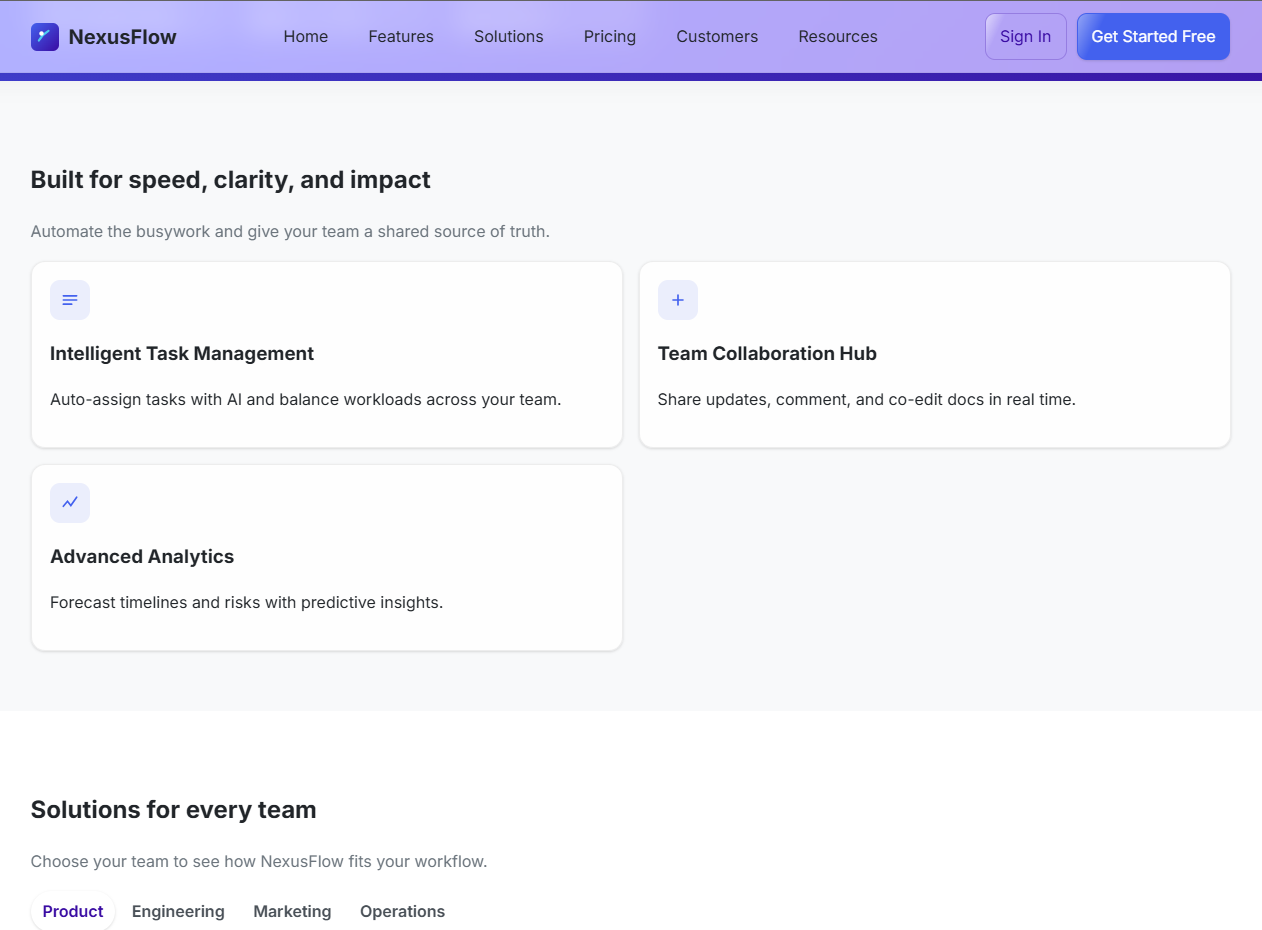 NexusFlow
Home
Features
Solutions
Pricing
Customers
Resources
Sign In
Get Started Free
Built for speed, clarity, and impact
Automate the busywork and give your team a shared source of truth.
Intelligent Task Management
Auto-assign tasks with AI and balance workloads across your team.
Team Collaboration Hub
Share updates, comment, and co-edit docs in real time.
Advanced Analytics
Forecast timelines and risks with predictive insights.
Solutions for every team
Choose your team to see how NexusFlow fits your workflow.
Product
Engineering
Marketing
Operations